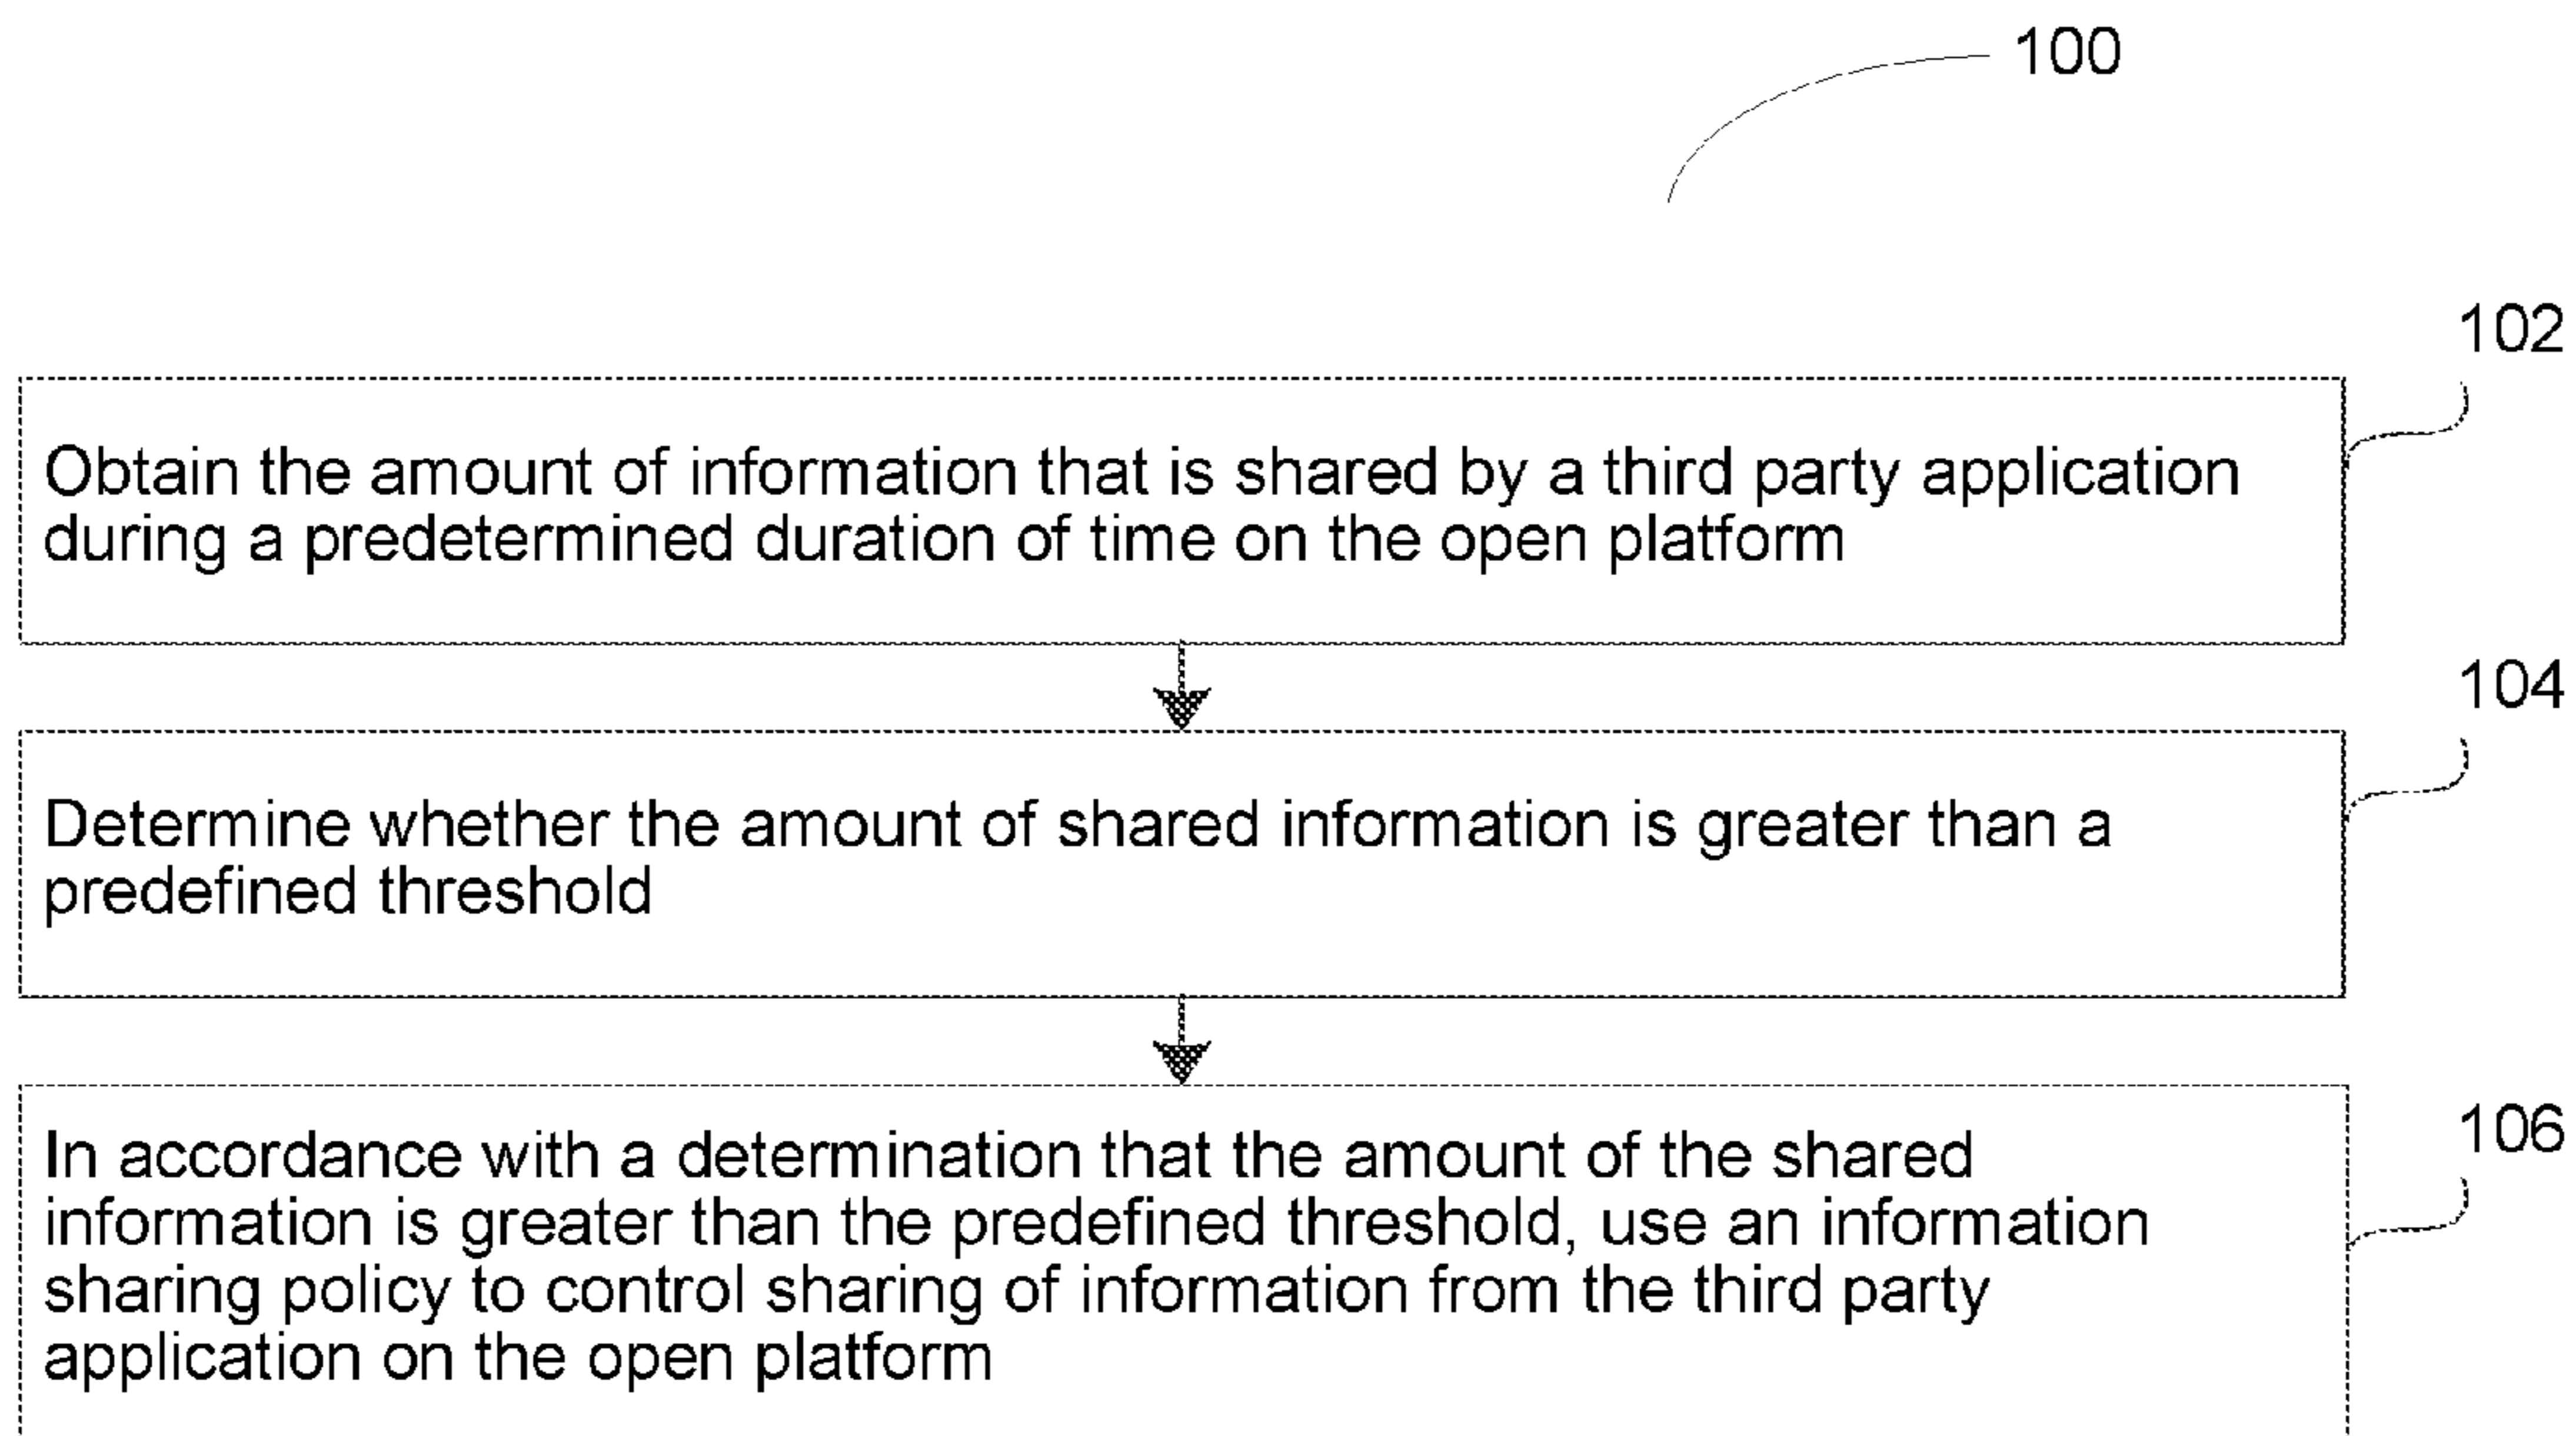 100
102
Obtain the amount of information that is shared by a third party application
during a predetermined duration of time on the open platform
104
Determine whether the amount of shared information is greater than a
predefined threshold
106
In accordance with a determination that the amount of the shared
information is greater than the predefined threshold, use an information
sharing policy to control sharing of information from the third party
application on the open platform